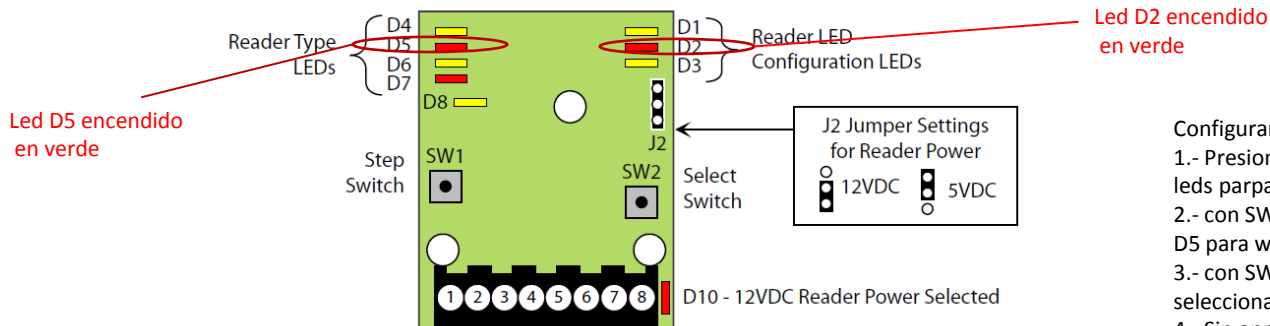 Led D2 encendido
en verde
D4
D5
D6
D7
D8
Reader Type
LEDs
D1
D2
D3
Reader LED
Configuration LEDs
Led D5 encendido
en verde
J2
J2 Jumper Settings
for Reader Power
12VDC
5VDC
Step
Switch
SW1
SW2
Select
Switch
1 2 3 4 5 6 7 8
D10 - 12VDC Reader Power Selected
1.- Presion
leds parpa
2.- con SW
D5 para w
3.- con SW
selecciona